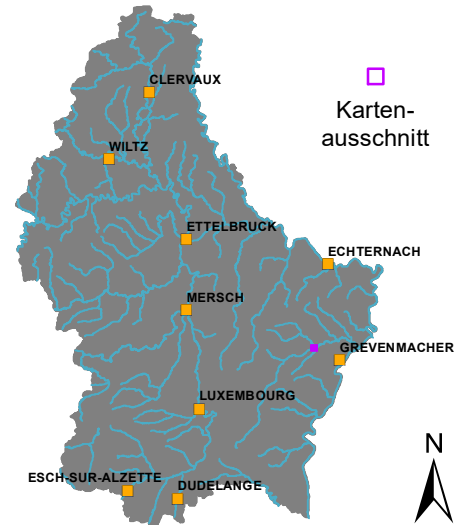 CLERVAUX
Karten-
ausschnitt
WILTZ
ETTELBRUCK
ECHTERNACH
MERSCH
GREVENMACHER
LUXEMBOURG
N
ESCH-SUR-ALZETTE
DUDELANGE